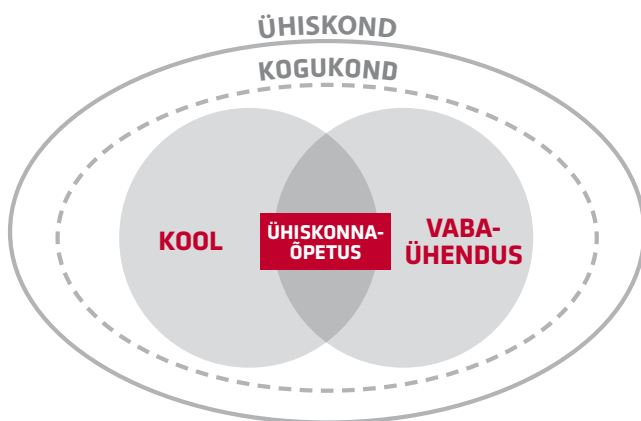 ÜHISKOND
KOGUKOND
KOOL
ÜHISKONNA-
ÕPETUS
VABA-
ÜHENDUS